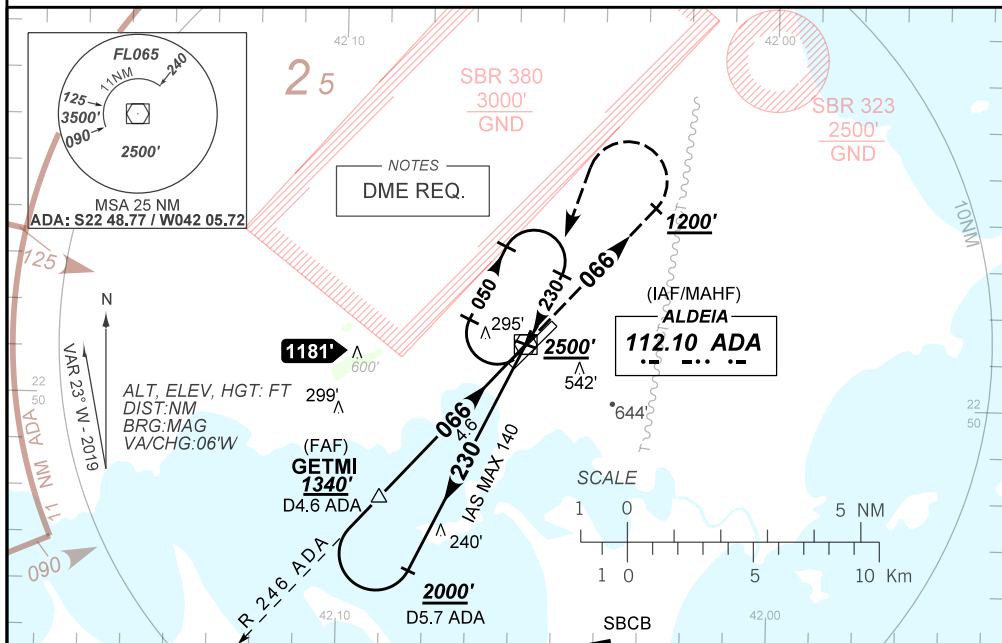 FL065
11NM
240
125
3500'
090
2500'
MSA 25 NM
ADA: S22 48.77 / W042 05.72
42 10
42 00
25
SBR 380
3000'
GND
SBR 323
2500'
GND
NOTES
DME REQ.
10NM
1200'
066
050
230
125
N
VAR 23° W - 2019
295'
(IAF/MAHF)
ALDEIA
112.10 ADA
2500'
542'
1181'
600'
299'
644'
22
50
22
50
ALT, ELEV, HGT: FT
DIST:NM
BRG:MAG
VA/CHG:06'W
066
4.6
230
IAS MAX 140
(FAF)
GETMI
1340'
D4.6 ADA
11 NM ADA
090
R 246 ADA
240'
2000'
D5.7 ADA
SCALE
1 0 5 NM
1 0 5 10 Km
42 10
42 00
SBCB